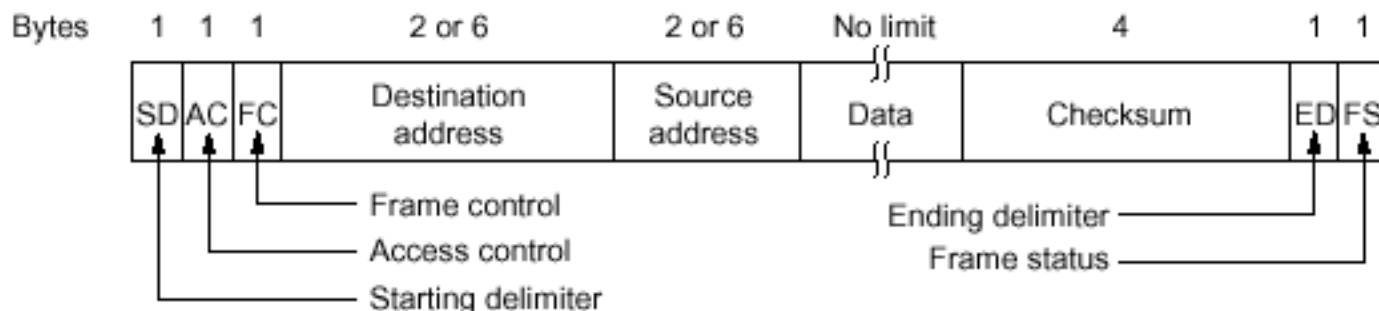 Bytes 1 1 1 2 or 6 2 or 6 No limit 4 1 1
SD AC FC Destination address Source address Data Checksum ED FS
Frame control
Access control
Starting delimiter
Ending delimiter
Frame status